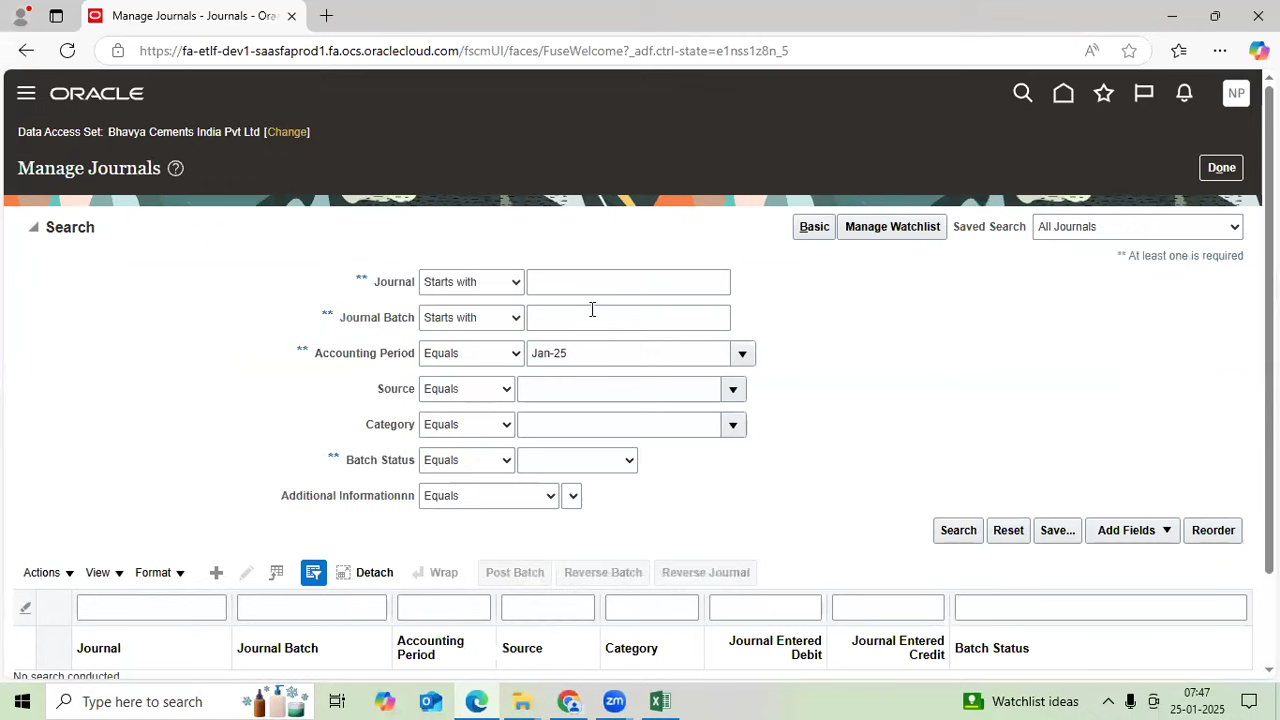 Manage Journals - Journals - Ora
https://fa-etlf-dev1-saasfaprod1.fa.ocs.oraclecloud.com/fscmUI/faces/FuseWelcome?_adf.ctrl-state=e1nss1z8n_5
ORACLE
NP
Data Access Set: Bhavya Cements India Pvt Ltd [Change]
Manage Journals
Done
Search
Basic
Manage Watchlist
Saved Search
All Journals
** At least one is required
** Journal Starts with
** Journal Batch Starts with
** Accounting Period Equals Jan-25
Source Equals
Category Equals
** Batch Status Equals
Additional Informationnn Equals
Search Reset Save... Add Fields Reorder
Actions View Format Detach Wrap Post Batch Reverse Batch Reverse Journal
Journal Journal Batch Accounting Period Source Category Journal Entered Debit Journal Entered Credit Batch Status
No search conducted
Type here to search
zm
Watchlist ideas
07:47
25-01-2025